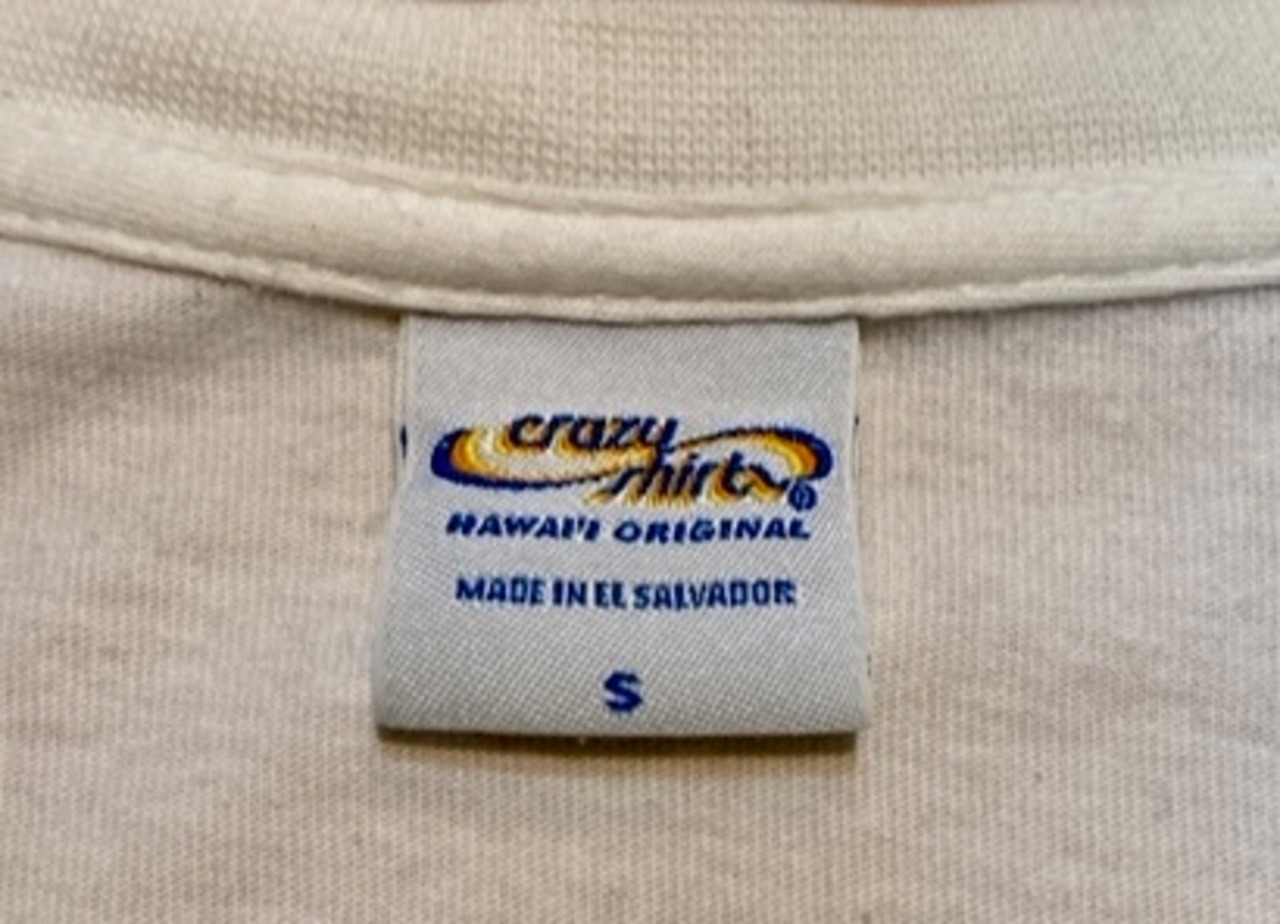 crazy
shirts®
HAWAI'I ORIGINAL
MADE IN EL SALVADOR
S